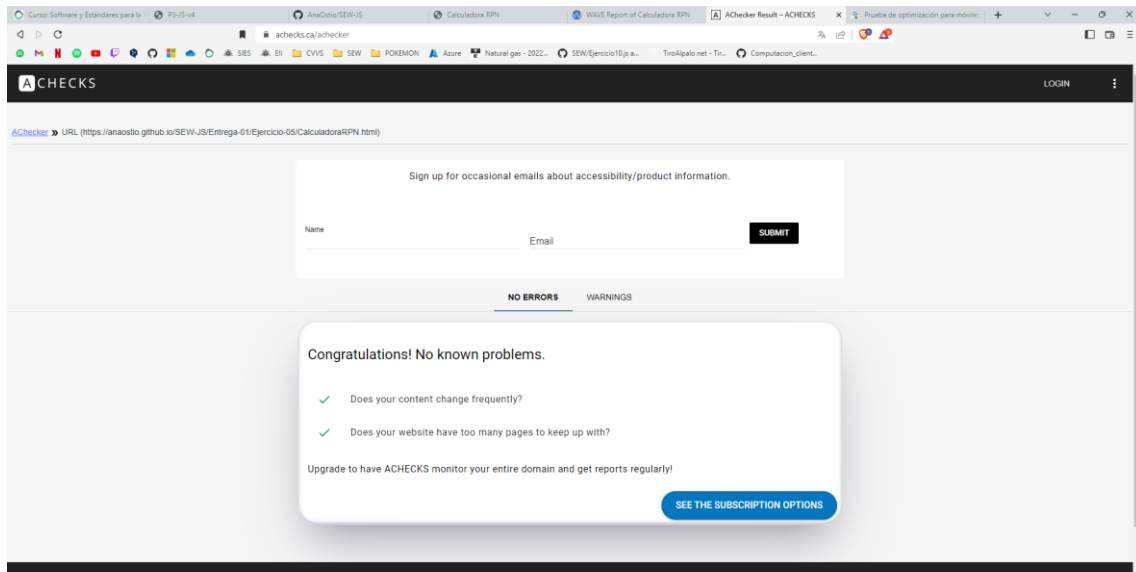 Curso: Software y Estándares para la
P3-JS-v4
AnaOstio/SEW-JS
Calculadora RPN
WAVE Report of Calculadora RPN
AChecker Result – ACHECKS
Prueba de optimización para móviles
achecks.ca/achecker
SIES
EII
CVVS
SEW
POKEMON
Azure
Natural gas - 2022...
SEW/Ejercicio10.js a...
TiroAlpalo.net - Tir...
Computacion_client...
ACHECKS
LOGIN
AChecker » URL (https://anaostio.github.io/SEW-JS/Entrega-01/Ejercicio-05/CalculadoraRPN.html)
Sign up for occasional emails about accessibility/product information.
Name
Email
SUBMIT
NO ERRORS
WARNINGS
Congratulations! No known problems.
Does your content change frequently?
Does your website have too many pages to keep up with?
Upgrade to have ACHECKS monitor your entire domain and get reports regularly!
SEE THE SUBSCRIPTION OPTIONS